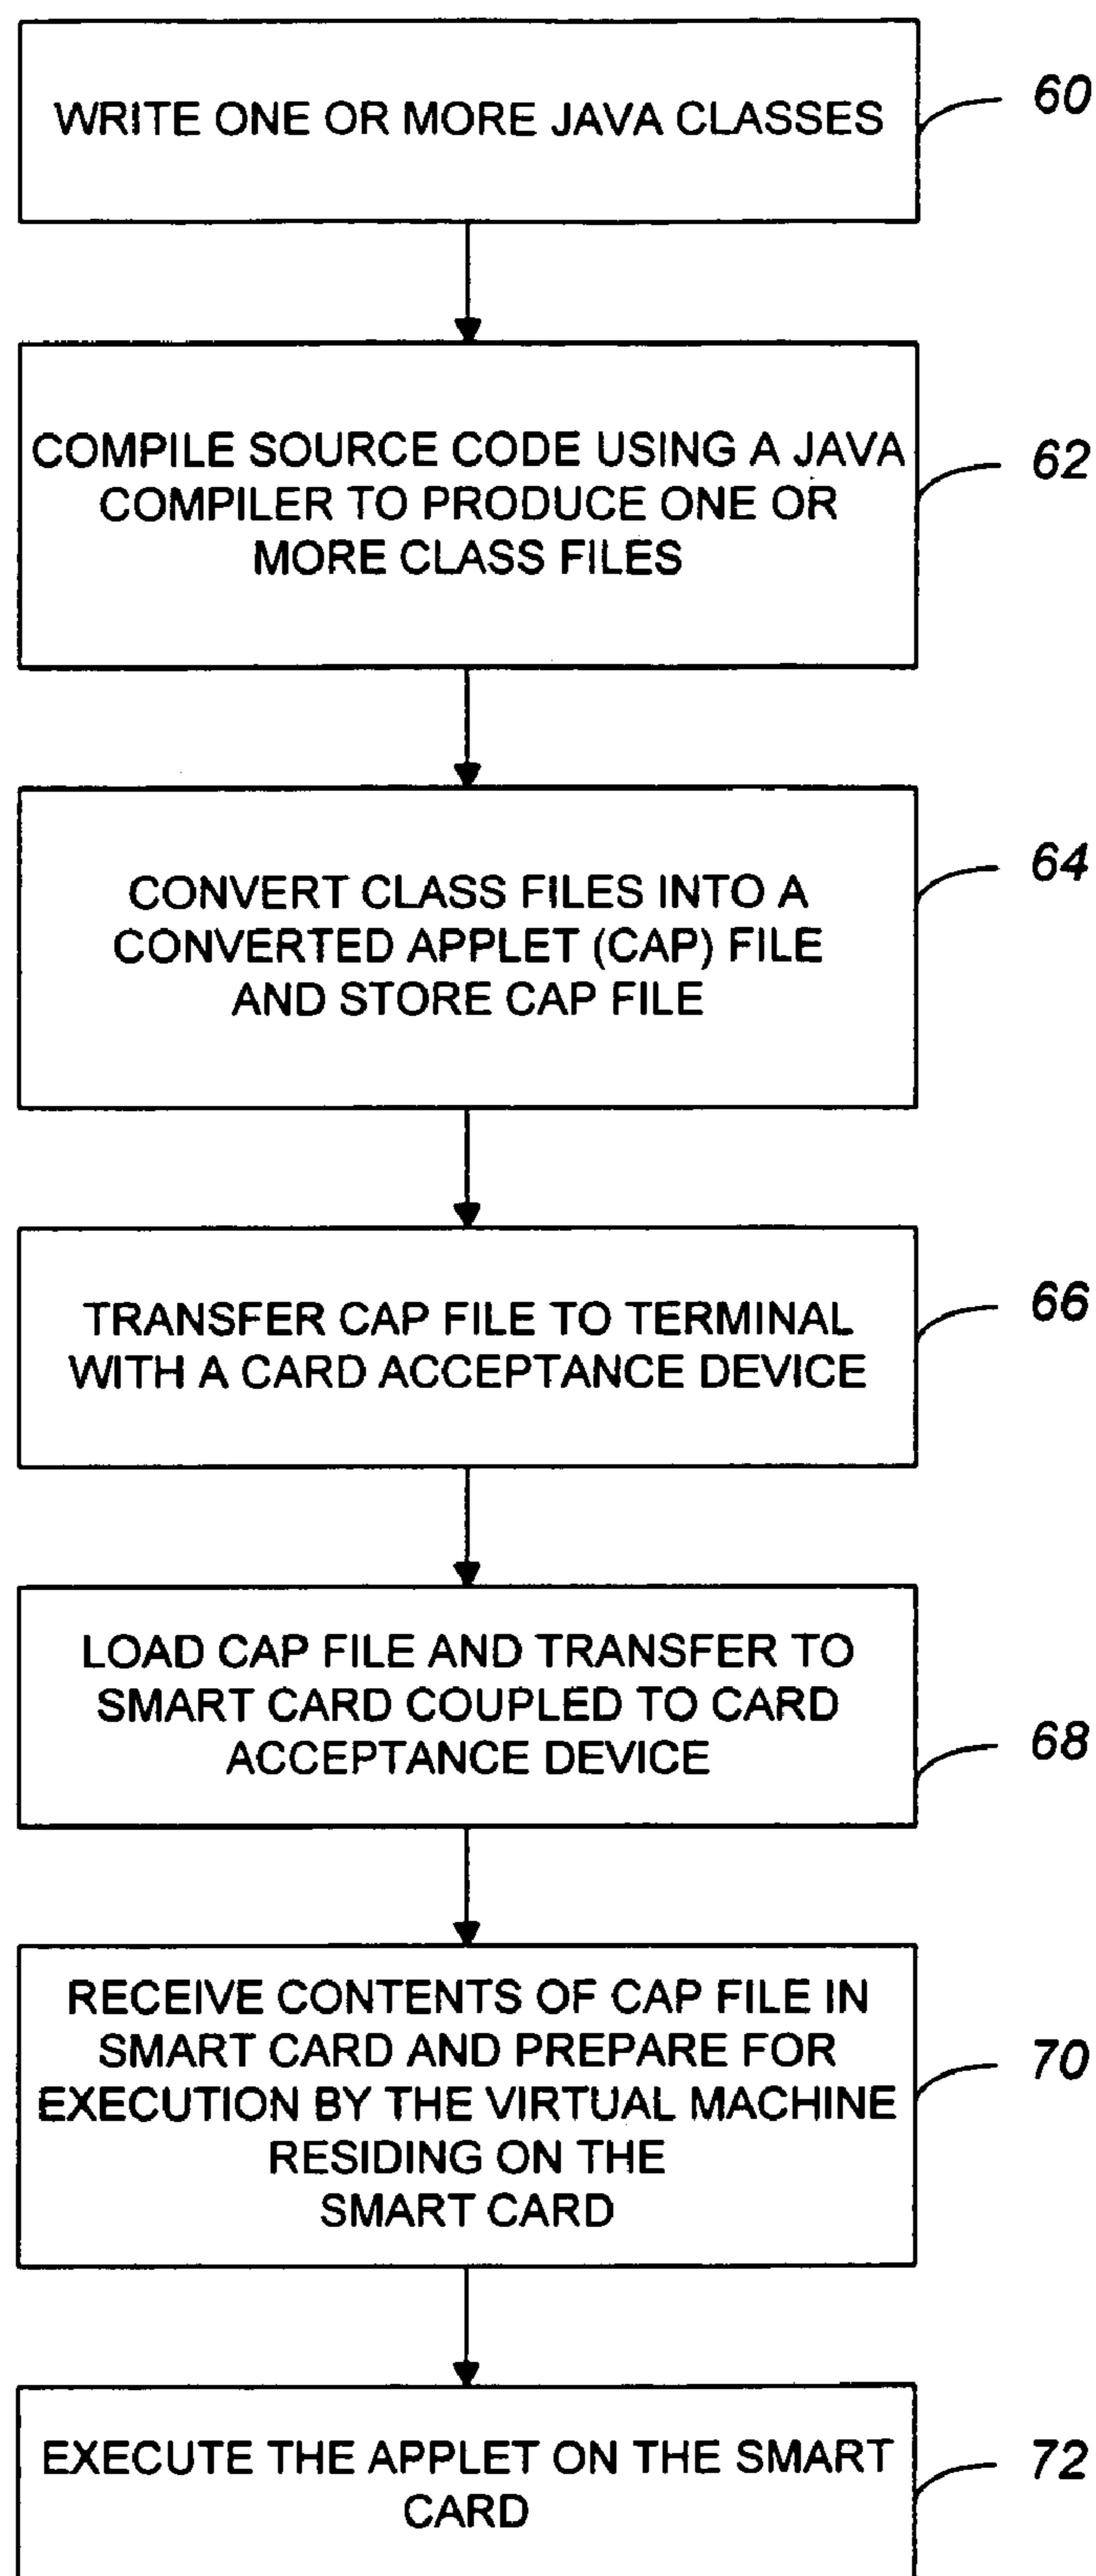 WRITE ONE OR MORE JAVA CLASSES
60
COMPILE SOURCE CODE USING A JAVA
COMPILER TO PRODUCE ONE OR
MORE CLASS FILES
62
CONVERT CLASS FILES INTO A
CONVERTED APPLET (CAP) FILE
AND STORE CAP FILE
64
TRANSFER CAP FILE TO TERMINAL
WITH A CARD ACCEPTANCE DEVICE
66
LOAD CAP FILE AND TRANSFER TO
SMART CARD COUPLED TO CARD
ACCEPTANCE DEVICE
68
RECEIVE CONTENTS OF CAP FILE IN
SMART CARD AND PREPARE FOR
EXECUTION BY THE VIRTUAL MACHINE
RESIDING ON THE
SMART CARD
70
EXECUTE THE APPLET ON THE SMART
CARD
72